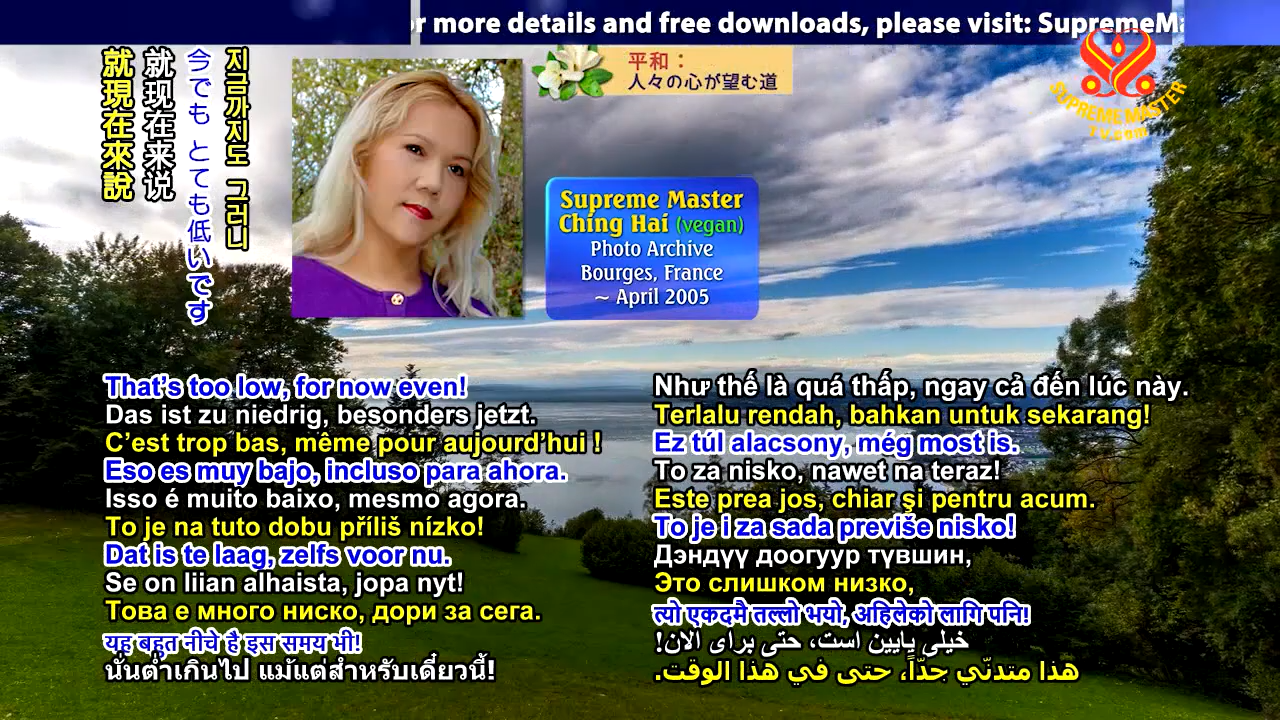 r more details and free downloads, please visit: SupremeMa
就現在來說
就现在来说
今でも とても低いです
지금까지도 그러니
平和：
人々の心が望む道
SUPREME MASTER
TV.com
Supreme Master
Ching Hai (vegan)
Photo Archive
Bourges, France
~ April 2005
That’s too low, for now even!
Das ist zu niedrig, besonders jetzt.
C’est trop bas, même pour aujourd’hui !
Eso es muy bajo, incluso para ahora.
Isso é muito baixo, mesmo agora.
To je na tuto dobu příliš nízko!
Dat is te laag, zelfs voor nu.
Se on liian alhaista, jopa nyt!
Това е много ниско, дори за сега.
यह बहुत नीचे है इस समय भी!
นั่นต่ำเกินไป แม้แต่สำหรับเดี๋ยวนี้!
Như thế là quá thấp, ngay cả đến lúc này.
Terlalu rendah, bahkan untuk sekarang!
Ez túl alacsony, még most is.
To za nisko, nawet na teraz!
Este prea jos, chiar şi pentru acum.
To je i za sada previše nisko!
Дэндүү доогуур түвшин,
Это слишком низко,
त्यो एकदमै तल्लो भयो, अहिलेको लागि पनि!
خیلی پایین است، حتی برای الان!
هذا متدنّي جدّاً، حتى في هذا الوقت.